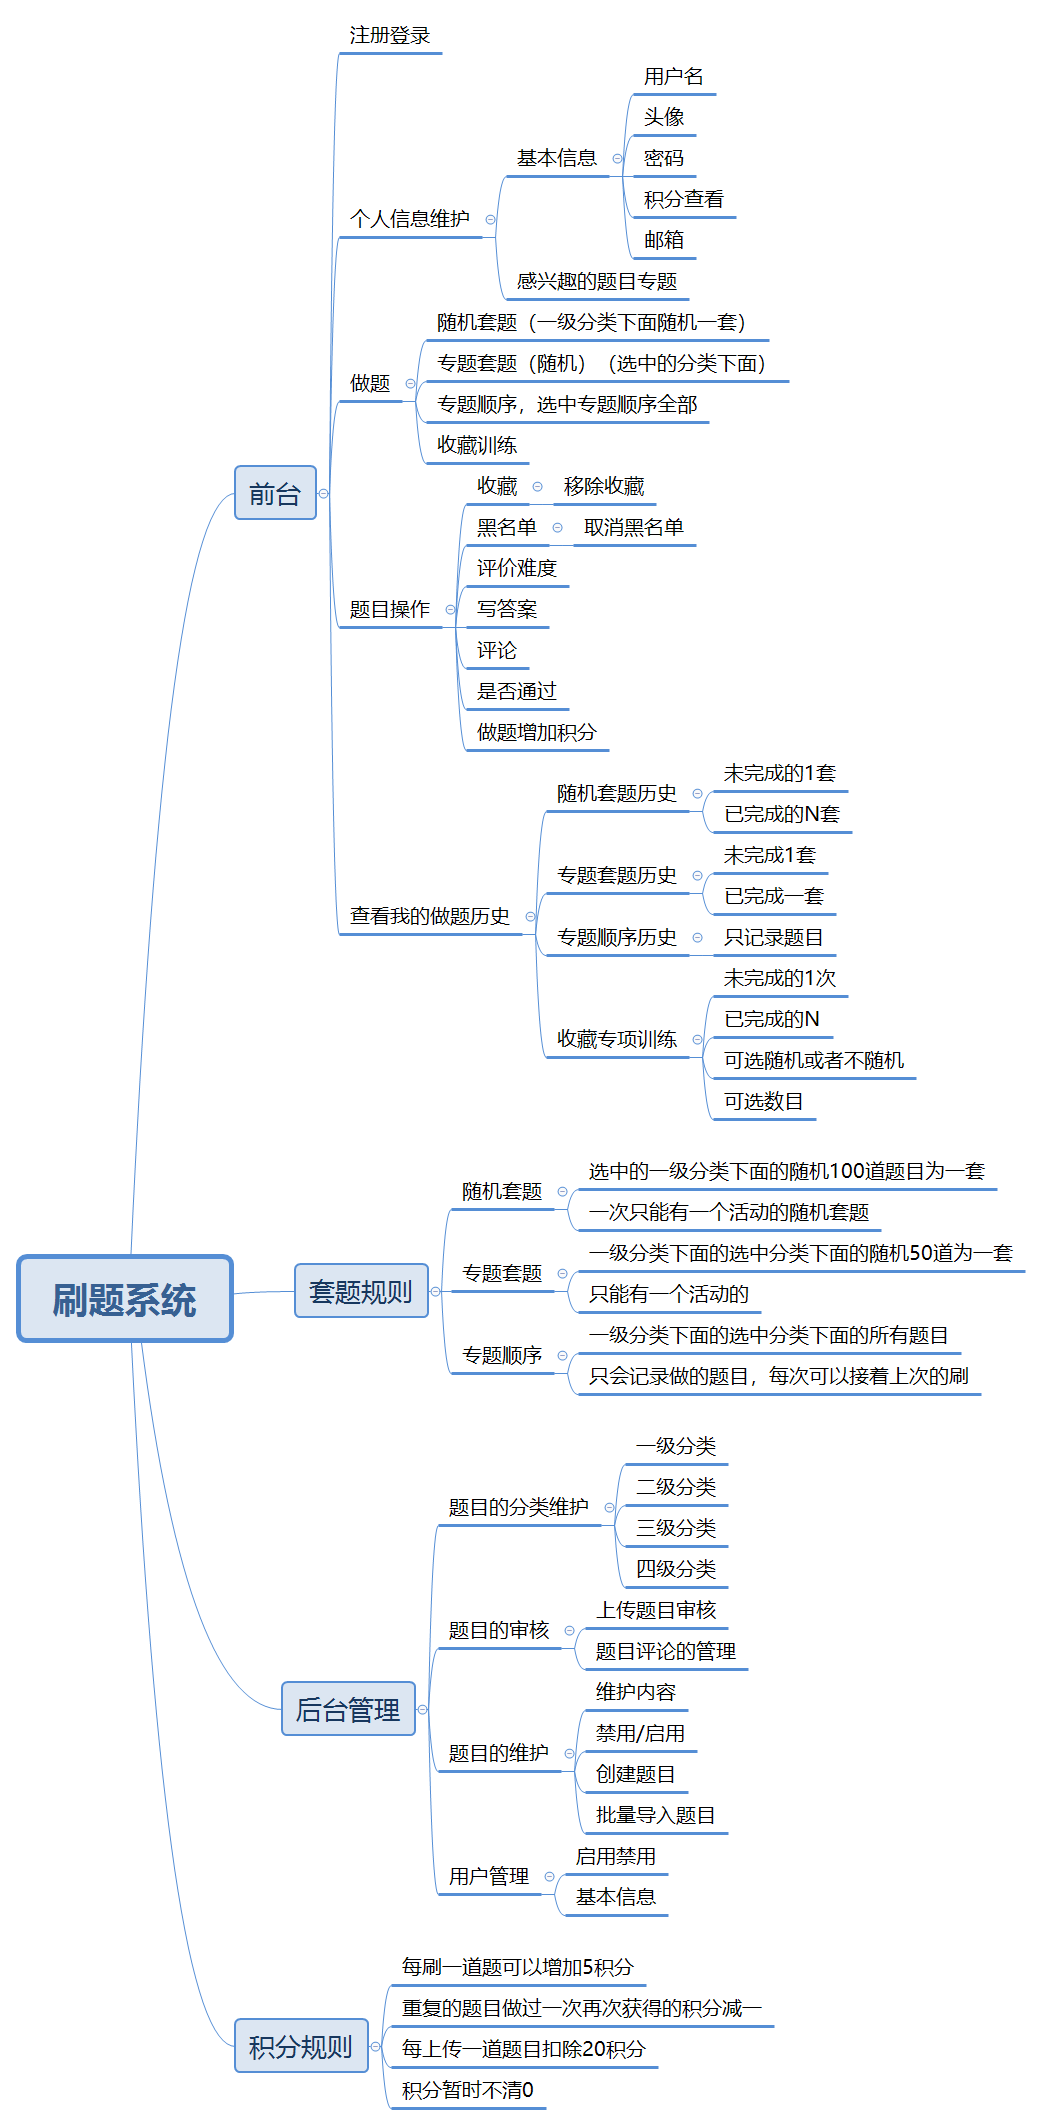 刷题系统
前台
注册登录
个人信息维护
基本信息
用户名
头像
密码
积分查看
邮箱
感兴趣的题目专题
做题
随机套题（一级分类下面随机一套）
专题套题（随机）（选中的分类下面）
专题顺序，选中专题顺序全部
收藏训练
题目操作
收藏
移除收藏
黑名单
取消黑名单
评价难度
写答案
评论
是否通过
做题增加积分
查看我的做题历史
随机套题历史
未完成的1套
已完成的N套
专题套题历史
未完成1套
已完成一套
专题顺序历史
只记录题目
收藏专项训练
未完成的1次
已完成的N
可选随机或者不随机
可选数目
套题规则
随机套题
选中的一级分类下面的随机100道题目为一套
一次只能有一个活动的随机套题
专题套题
一级分类下面的选中分类下面的随机50道为一套
只能有一个活动的
专题顺序
一级分类下面的选中分类下面的所有题目
只会记录做的题目，每次可以接着上次的刷
后台管理
题目的分类维护
一级分类
二级分类
三级分类
四级分类
题目的审核
上传题目审核
题目评论的管理
题目的维护
维护内容
禁用/启用
创建题目
批量导入题目
用户管理
启用禁用
基本信息
积分规则
每刷一道题可以增加5积分
重复的题目做过一次再次获得的积分减一
每上传一道题目扣除20积分
积分暂时不清0